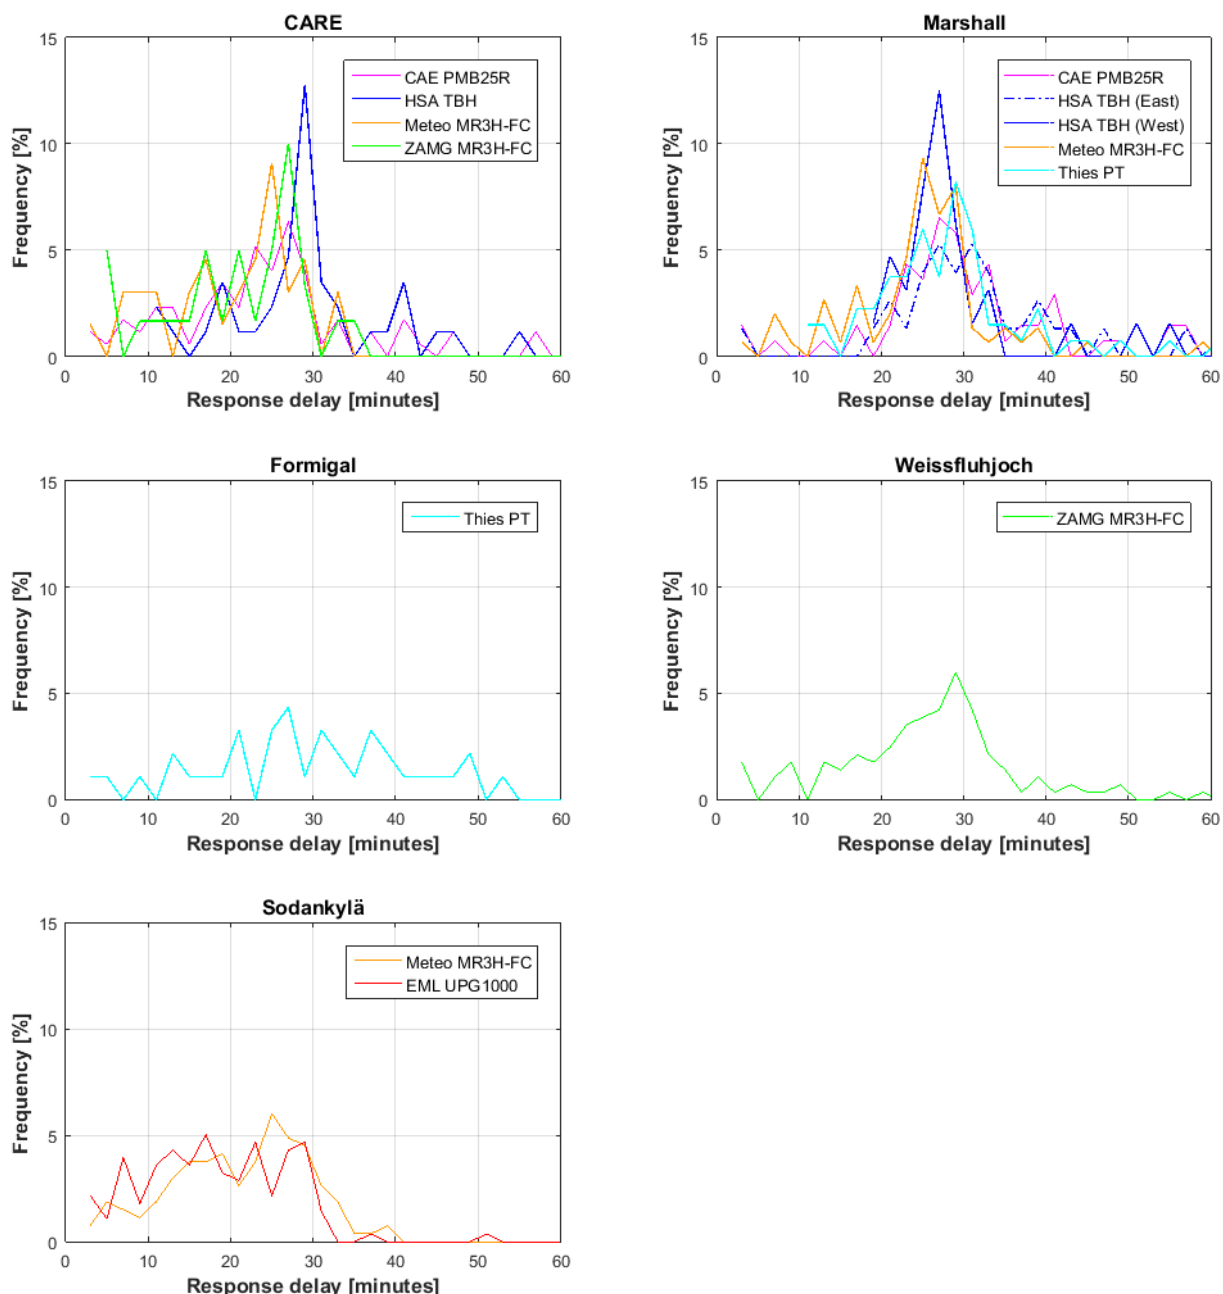 CARE
15
10
5
0
Frequency [%]
CAE PMB25R
HSA TBH
Meteo MR3H-FC
ZAMG MR3H-FC
0 10 20 30 40 50 60
Response delay [minutes]
Marshall
15
10
5
0
Frequency [%]
CAE PMB25R
HSA TBH (East)
HSA TBH (West)
Meteo MR3H-FC
Thies PT
0 10 20 30 40 50 60
Response delay [minutes]
Formigal
15
10
5
0
Frequency [%]
Thies PT
0 10 20 30 40 50 60
Response delay [minutes]
Weissfluhjoch
15
10
5
0
Frequency [%]
ZAMG MR3H-FC
0 10 20 30 40 50 60
Response delay [minutes]
Sodankylä
15
10
5
0
Frequency [%]
Meteo MR3H-FC
EML UPG1000
0 10 20 30 40 50 60
Response delay [minutes]